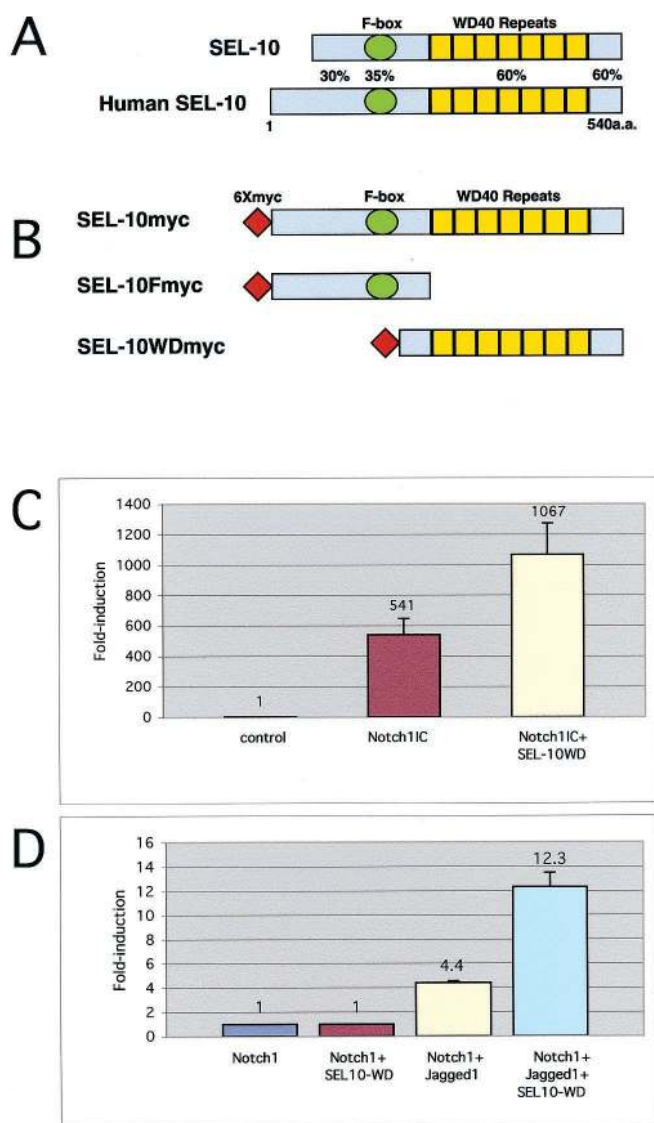 A
F-box WD40 Repeats
SEL-10
30% 35% 60% 60%
Human SEL-10
1 540a.a.
B
6Xmyc F-box WD40 Repeats
SEL-10myc
SEL-10Fmyc
SEL-10WDmyc
C
Fold-induction
1400
1200
1000
800
600
400
200
0
1
541
1067
control
Notch1IC
Notch1IC+
SEL-10WD
D
Fold-induction
16
14
12
10
8
6
4
2
0
1
1
4.4
12.3
Notch1
Notch1+
SEL10-WD
Notch1+
Jagged1
Notch1+
Jagged1+
SEL10-WD